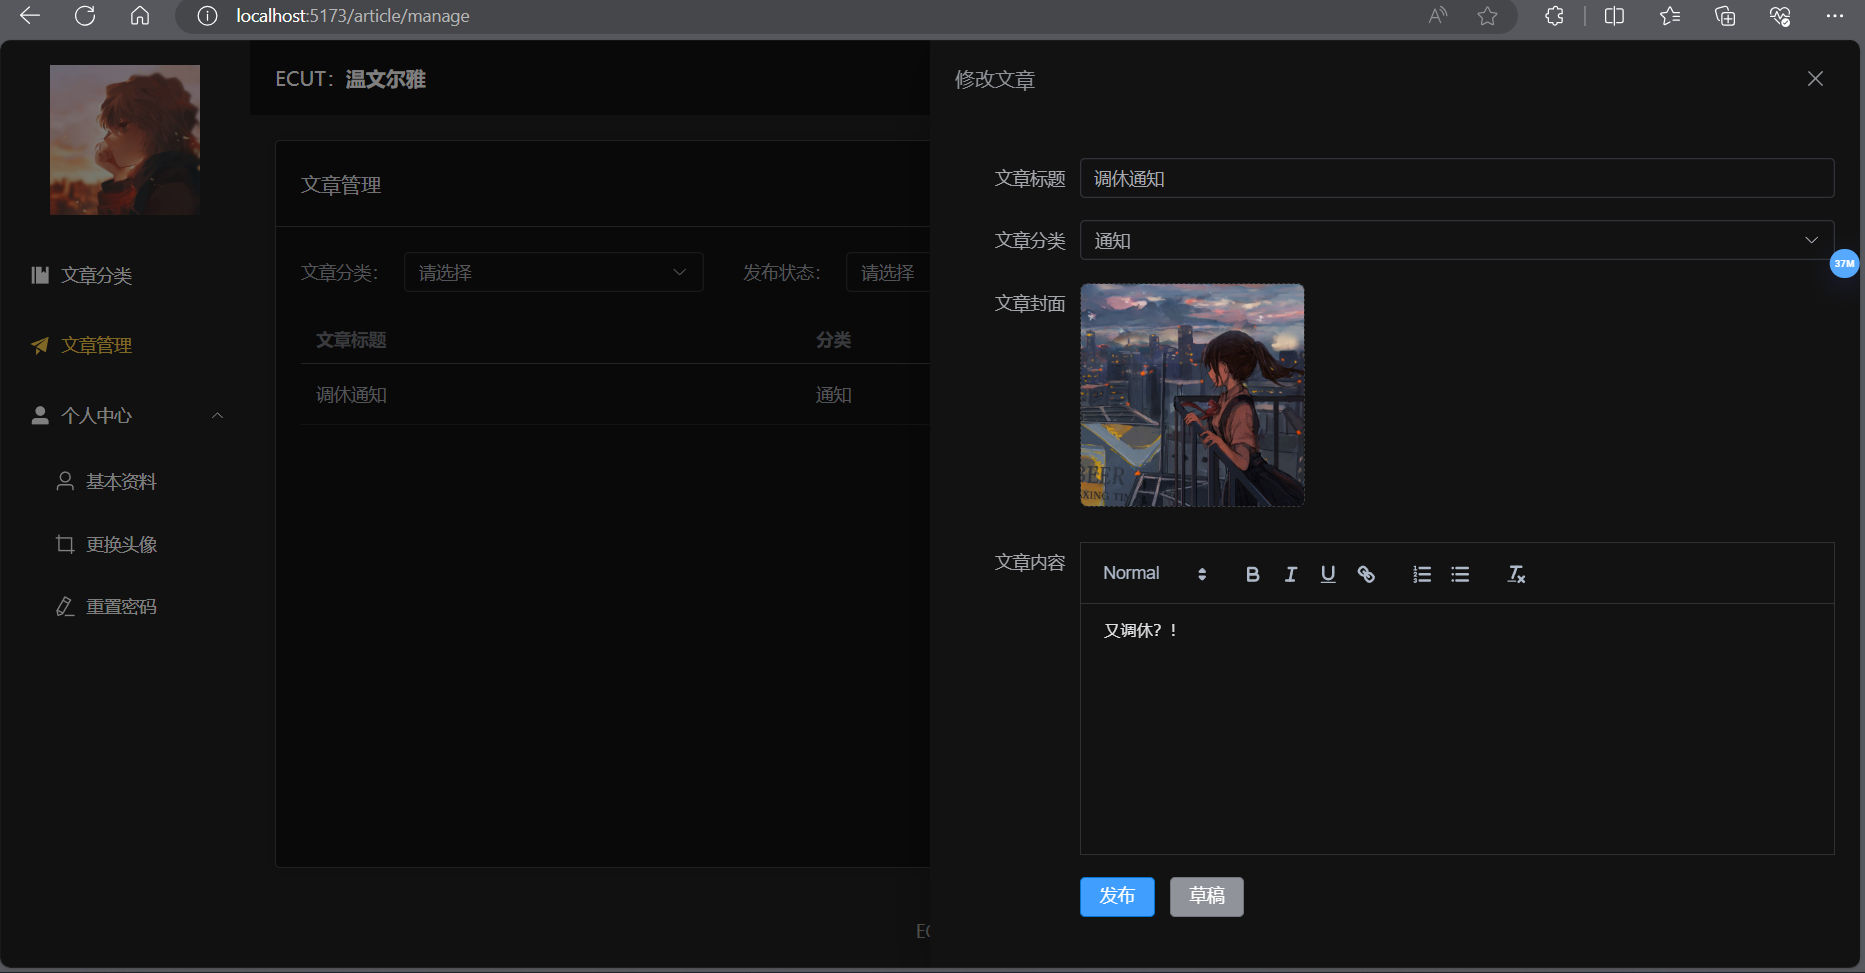 localhost:5173/article/manage
ECUT：温文尔雅
文章分类
文章管理
个人中心
基本资料
更换头像
重置密码
文章管理
文章分类：
请选择
发布状态：
请选择
文章标题
分类
调休通知
通知
修改文章
文章标题
调休通知
文章分类
通知
37M
文章封面
BEER
文章内容
Normal
又调休？！
发布
草稿